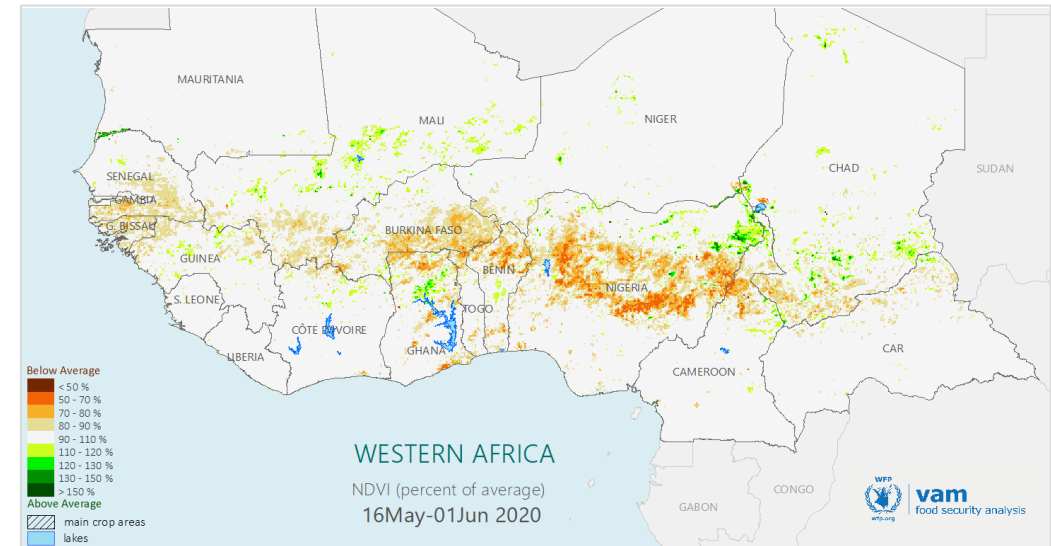 MAURITANIA
MALI
NIGER
CHAD
SUDAN
SENEGAL
GAMBIA
G. BISSAU
GUINEA
BURKINA FASO
BENIN
NIGERIA
S. LEONE
CÔTE D'IVOIRE
TOGO
LIBERIA
GHANA
CAMEROON
CAR
GABON
CONGO
Below Average
< 50 %
50 - 70 %
70 - 80 %
80 - 90 %
90 - 110 %
110 - 120 %
120 - 130 %
130 - 150 %
> 150 %
Above Average
main crop areas
lakes
WESTERN AFRICA
NDVI (percent of average)
16May-01Jun 2020
WFP
wfp.org
vam
food security analysis